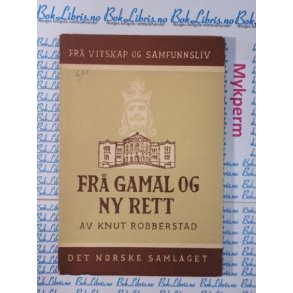 FRÅ VITSKAP OG SAMFUNNSLIV
FRÅ GAMAL OG
NY RETT
AV KNUT ROBBERSTAD
DET NORSKE SAMLAGET
Mykperm
BokLibris.no